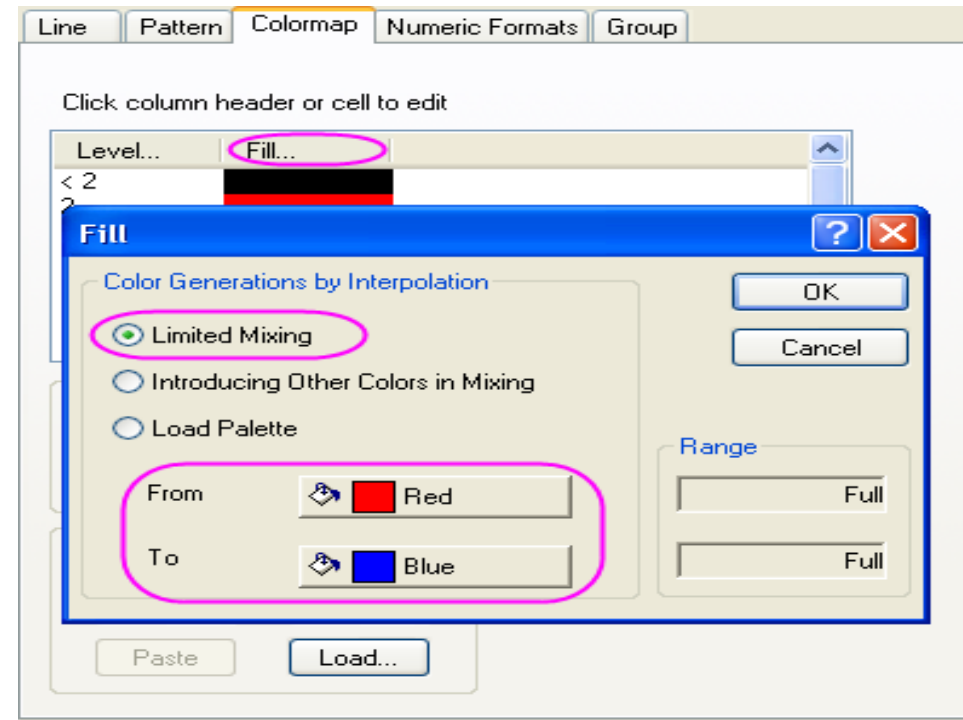 Line Pattern Colormap Numeric Formats Group
Click column header or cell to edit
Level... Fill...
< 2
2
Fill
?
Color Generations by Interpolation
OK
Limited Mixing
Cancel
Introducing Other Colors in Mixing
Load Palette
Range
From Red Full
To Blue Full
Paste Load...